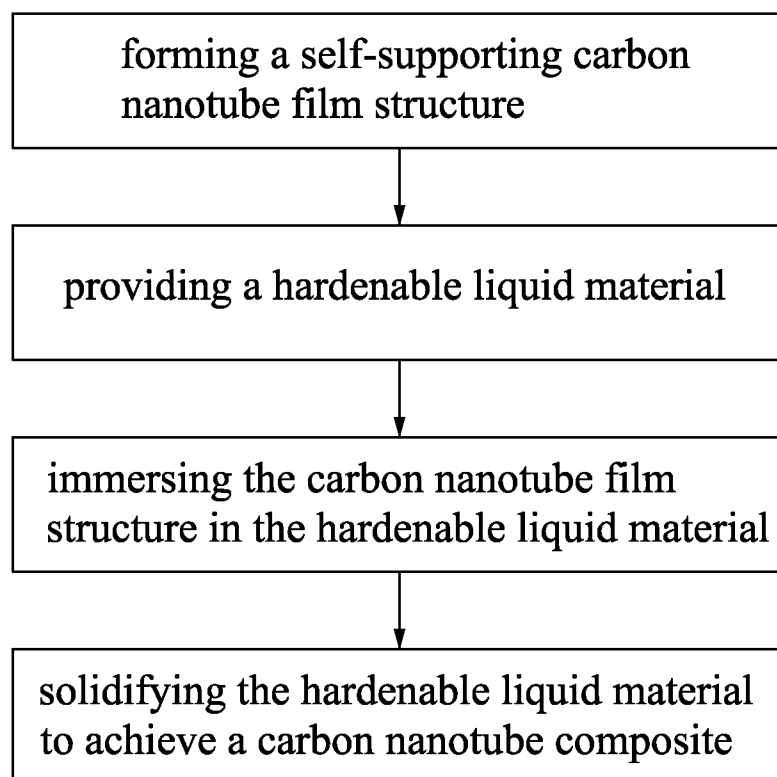 forming a self-supporting carbon
nanotube film structure
providing a hardenable liquid material
immersing the carbon nanotube film
structure in the hardenable liquid material
solidifying the hardenable liquid material
to achieve a carbon nanotube composite